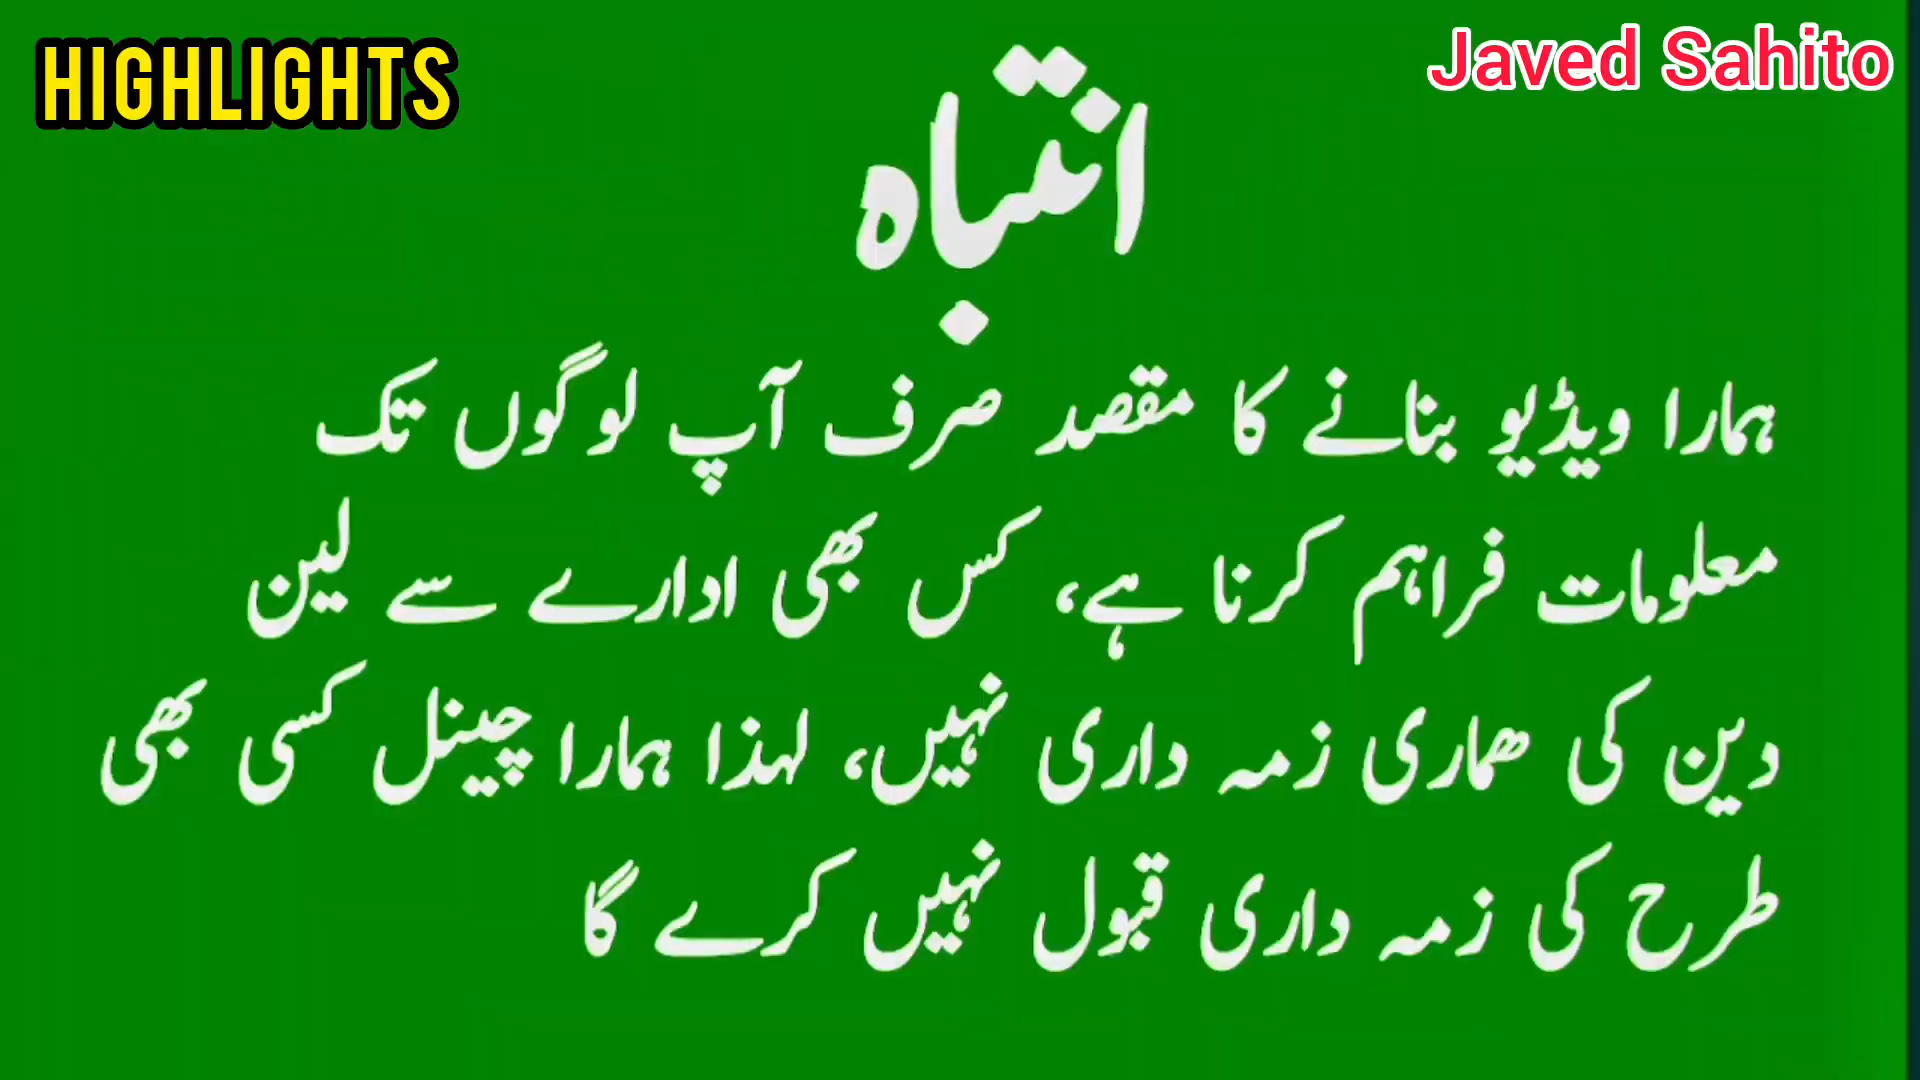 HIGHLIGHTS
Javed Sahito
انتباہ
ہمارا ویڈیو بنانے کا مقصد صرف آپ لوگوں تک
معلومات فراہم کرنا ہے، کس بھی ادارے سے لین
دین کی ھماری زمہ داری نہیں، لہذا ہمارا چینل کسی بھی
طرح کی زمہ داری قبول نہیں کرے گا